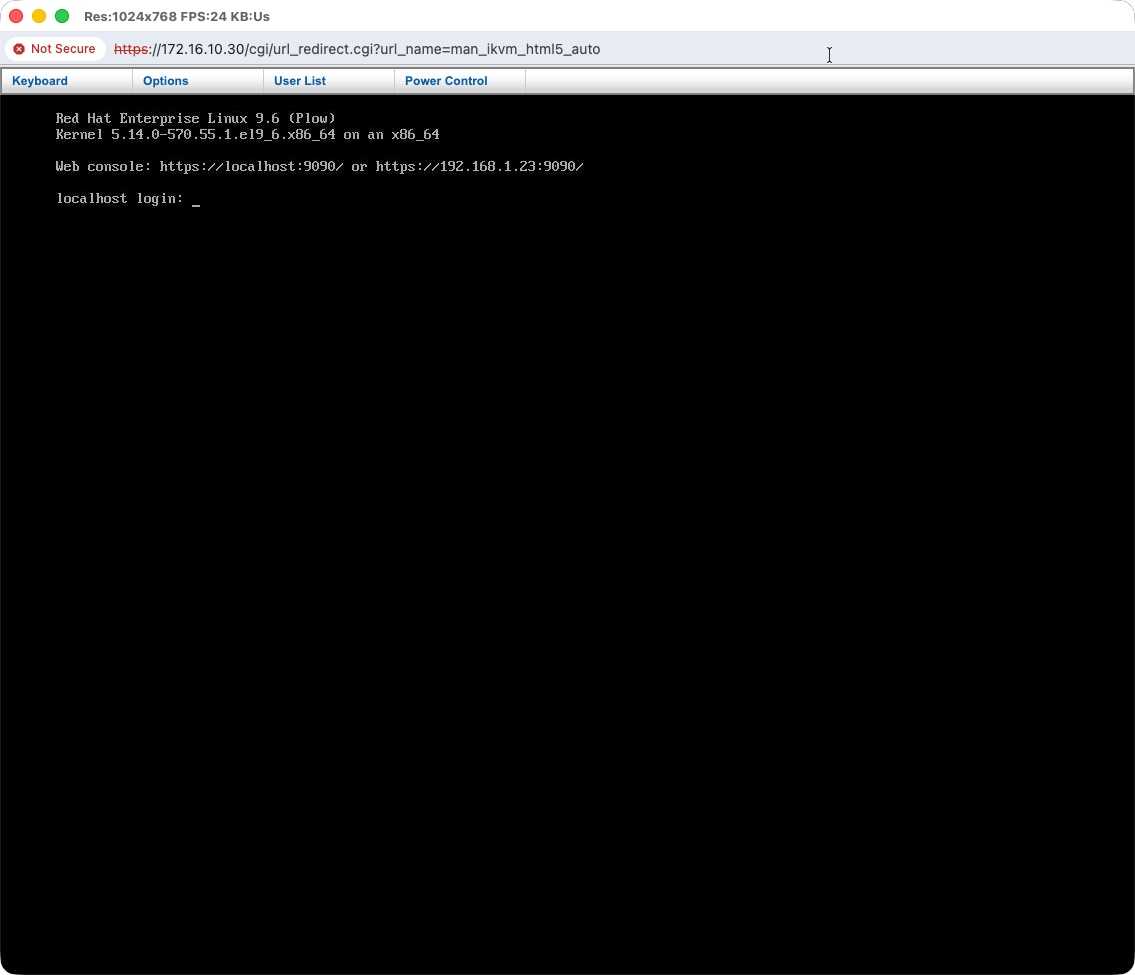 Res:1024x768 FPS:24 KB:Us
Not Secure https://172.16.10.30/cgi/url_redirect.cgi?url_name=man_ikvm_html5_auto
Keyboard Options User List Power Control
Red Hat Enterprise Linux 9.6 (Plow)
Kernel 5.14.0-570.55.1.el9_6.x86_64 on an x86_64
Web console: https://localhost:9090/ or https://192.168.1.23:9090/
localhost login: _